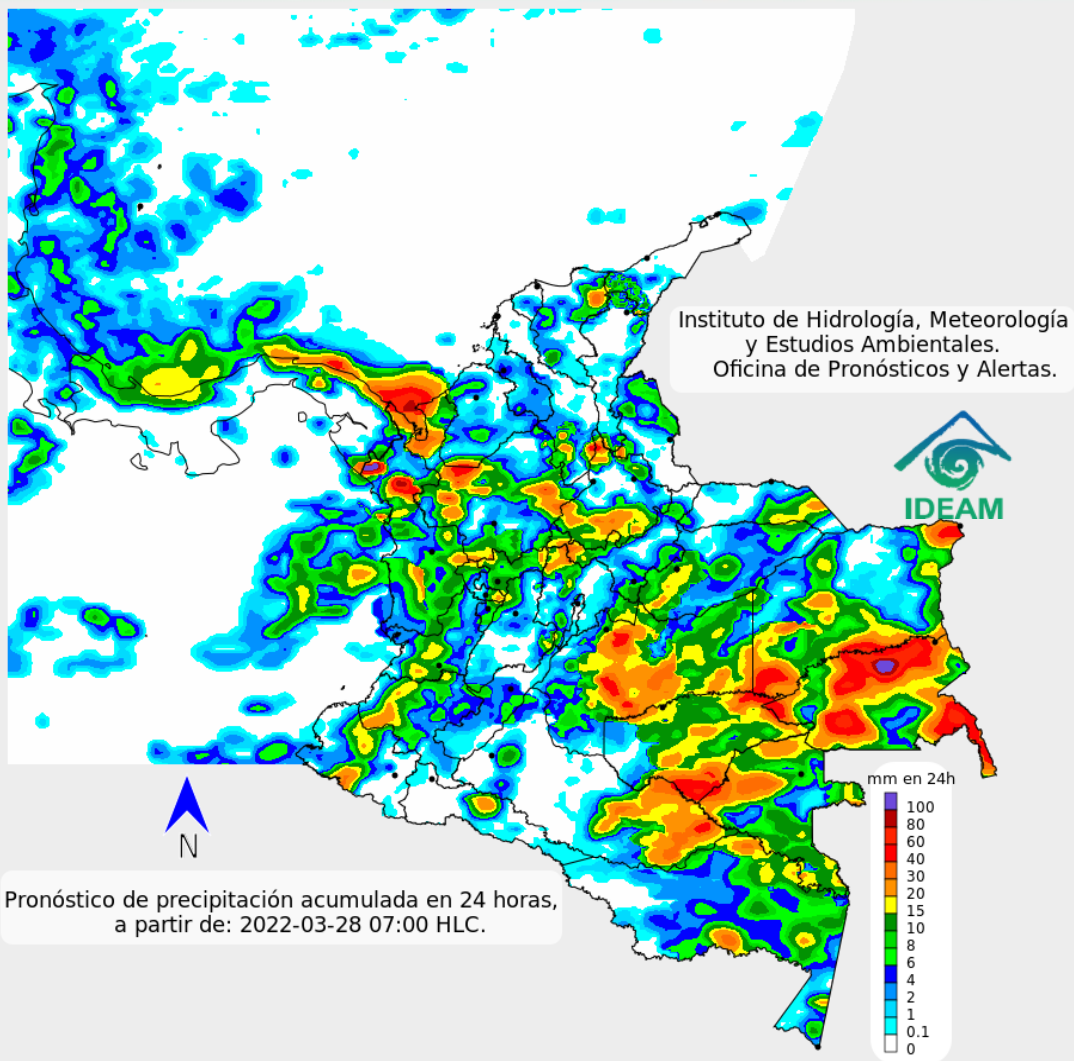 Instituto de Hidrología, Meteorología
y Estudios Ambientales.
Oficina de Pronósticos y Alertas.
IDEAM
mm en 24h
100
80
60
40
30
20
15
10
8
6
4
2
1
0.1
0
N
Pronóstico de precipitación acumulada en 24 horas,
a partir de: 2022-03-28 07:00 HLC.